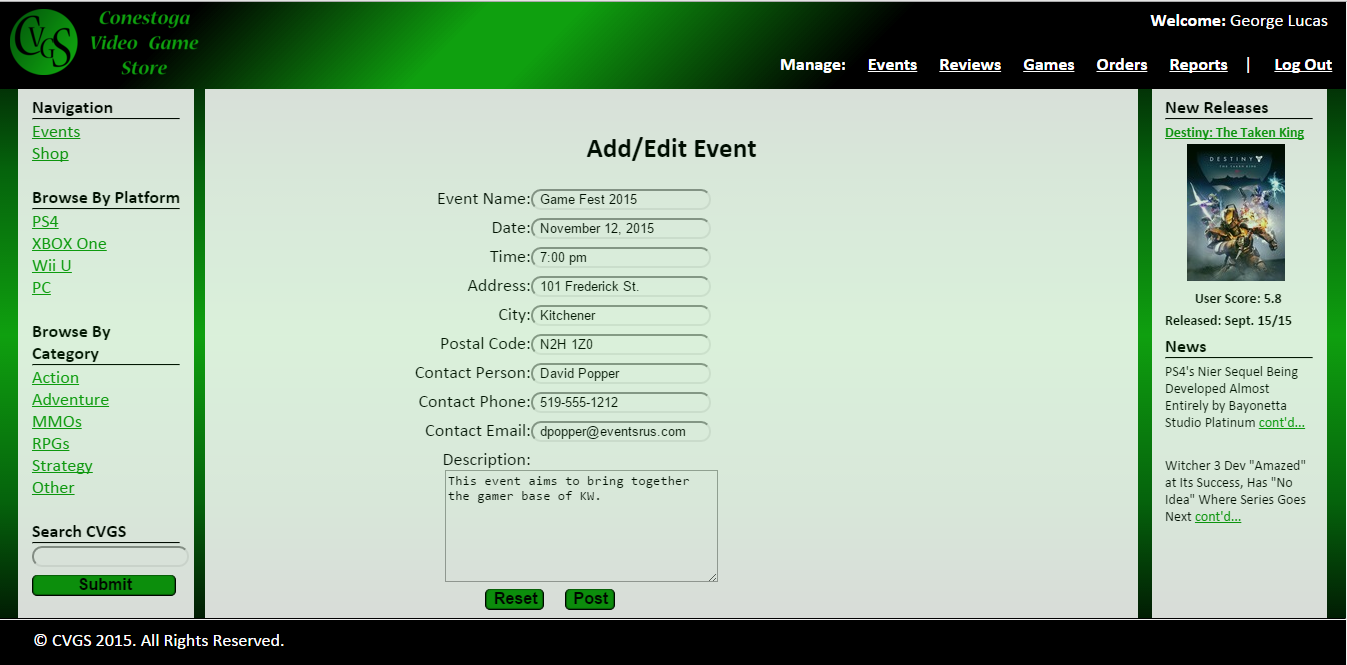 CVGS
Conestoga
Video Game
Store
Welcome: George Lucas
Manage: Events Reviews Games Orders Reports | Log Out
Navigation
Events
Shop
Browse By Platform
PS4
XBOX One
Wii U
PC
Browse By
Category
Action
Adventure
MMOs
RPGs
Strategy
Other
Search CVGS
Submit
Add/Edit Event
Event Name: Game Fest 2015
Date: November 12, 2015
Time: 7:00 pm
Address: 101 Frederick St.
City: Kitchener
Postal Code: N2H 1Z0
Contact Person: David Popper
Contact Phone: 519-555-1212
Contact Email: dpopper@eventsrus.com
Description:
This event aims to bring together
the gamer base of KW.
Reset Post
New Releases
Destiny: The Taken King
DESTINY
THE TAKEN KING
User Score: 5.8
Released: Sept. 15/15
News
PS4's Nier Sequel Being
Developed Almost
Entirely by Bayonetta
Studio Platinum cont'd...
Witcher 3 Dev "Amazed"
at Its Success, Has "No
Idea" Where Series Goes
Next cont'd...
© CVGS 2015. All Rights Reserved.